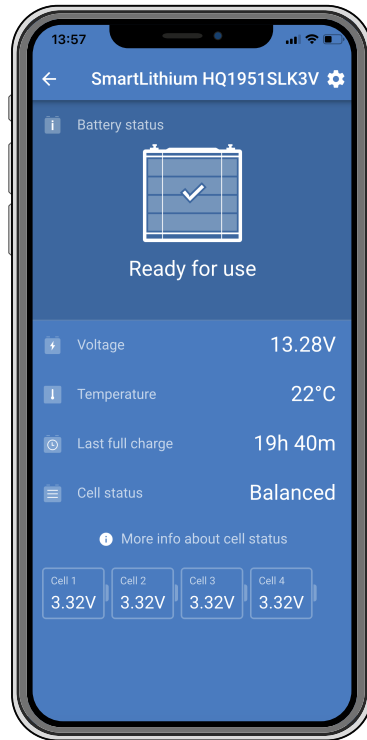 13:57
SmartLithium HQ1951SLK3V
Battery status
Ready for use
Voltage 13.28V
Temperature 22°C
Last full charge 19h 40m
Cell status Balanced
More info about cell status
Cell 1 Cell 2 Cell 3 Cell 4
3.32V 3.32V 3.32V 3.32V